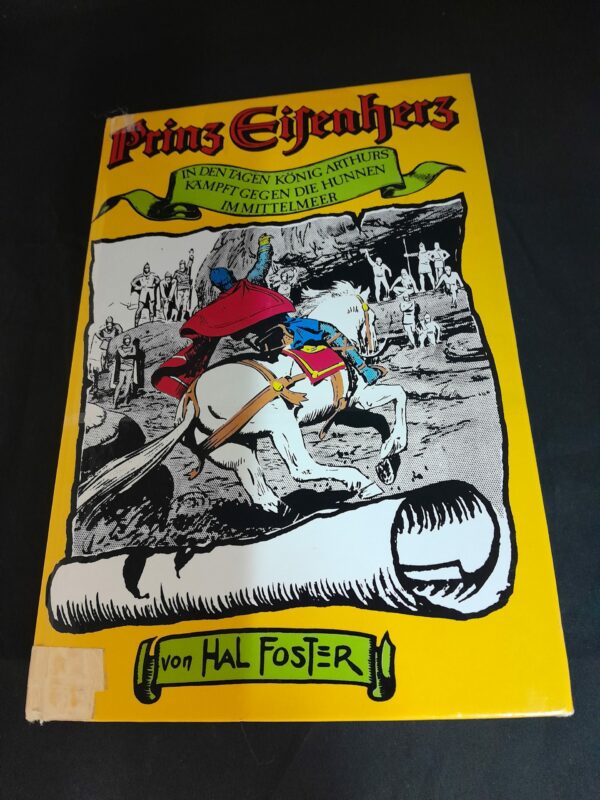 Prinz Eiſenherz
IN DEN TAGEN KÖNIG ARTHURS
KÄMPFT GEGEN DIE HUNNEN
IM MITTELMEER
von HAL FOSTER